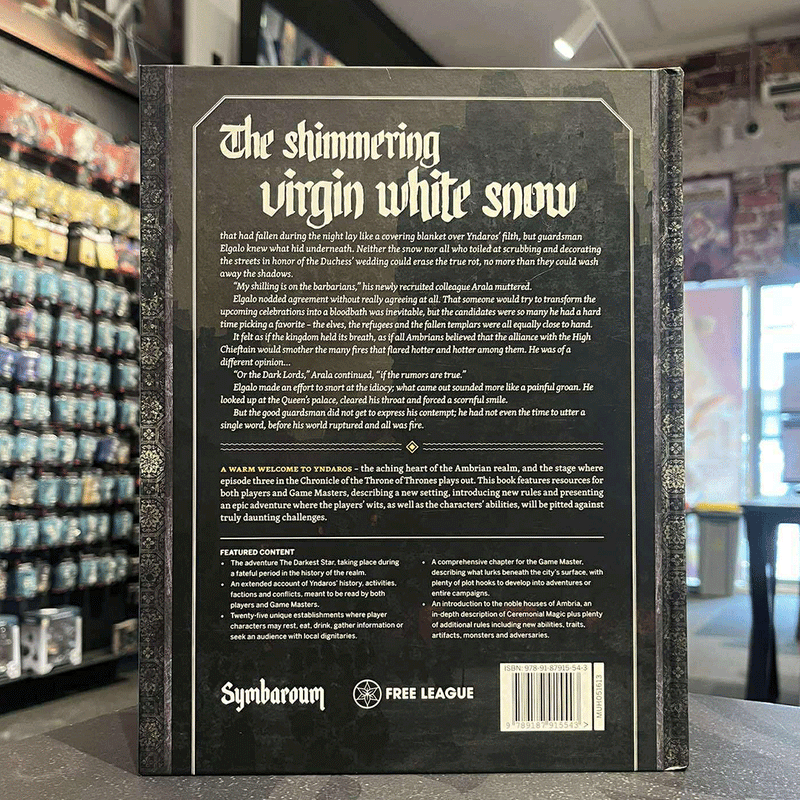 The shimmering
virgin white snow
that had fallen during the night lay like a covering blanket over Yndaros' filth, but guardsman
Elgalo knew what hid underneath. Neither the snow nor all who toiled at scrubbing and decorating
the streets in honor of the Duchess' wedding could erase the true rot, no more than they could wash
away the shadows.
"My shilling is on the barbarians," his newly recruited colleague Arala muttered.
Elgalo nodded agreement without really agreeing at all. That someone would try to transform the
upcoming celebrations into a bloodbath was inevitable, but the candidates were so many he had a hard
time picking a favorite – the elves, the refugees and the fallen templars were all equally close to hand.
It felt as if the kingdom held its breath, as if all Ambrians believed that the alliance with the High
Chieftain would smother the many fires that flared hotter and hotter among them. He was of a
different opinion...
"Or the Dark Lords," Arala continued, "if the rumors are true."
Elgalo made an effort to snort at the idiocy; what came out sounded more like a painful groan. He
looked up at the Queen's palace, cleared his throat and forced a scornful smile.
But the good guardsman did not get to express his contempt; he had not even the time to utter a
single word, before his world ruptured and all was fire.
A WARM WELCOME TO YNDAROS – the aching heart of the Ambrian realm, and the stage where
episode three in the Chronicle of the Throne of Thrones plays out. This book features resources for
both players and Game Masters, describing a new setting, introducing new rules and presenting
an epic adventure where the players' wits, as well as the characters' abilities, will be pitted against
truly daunting challenges.
FEATURED CONTENT
• The adventure The Darkest Star, taking place during
a fateful period in the history of the realm.
• An extended account of Yndaros' history, activities,
factions and conflicts, meant to be read by both
players and Game Masters.
• Twenty-five unique establishments where player
characters may rest, eat, drink, gather information or
seek an audience with local dignitaries.
• A comprehensive chapter for the Game Master,
describing what lurks beneath the city's surface, with
plenty of plot hooks to develop into adventures or
entire campaigns.
• An introduction to the noble houses of Ambria, an
in-depth description of Ceremonial Magic plus plenty
of additional rules including new abilities, traits,
artifacts, monsters and adversaries.
Symbaroum
FREE LEAGUE
ISBN: 978-91-87915-54-3
9 789187 915543 >
MUH051613